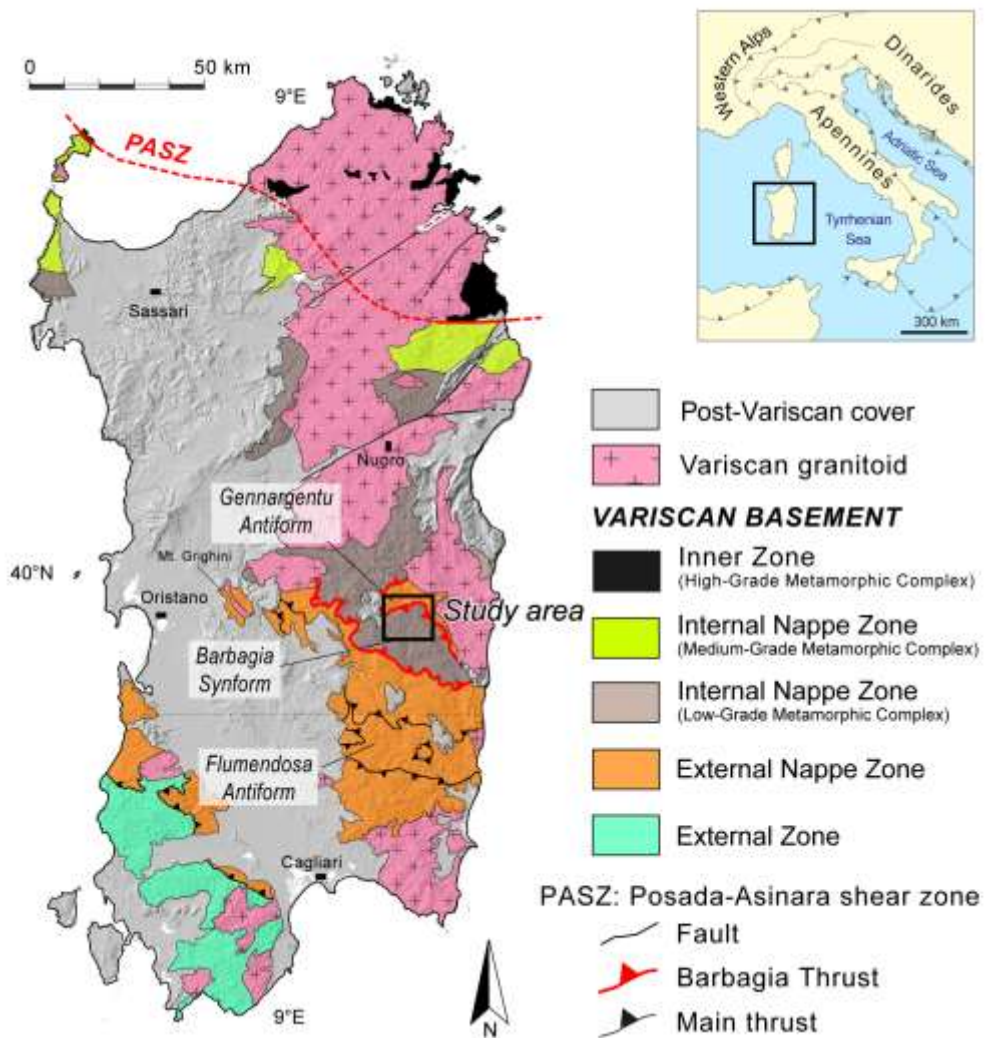 0 50 km
9°E
PASZ
Sassari
Nugro
Gennargentu
Antiform
Mt. Grighini
40°N
Oristano
Study area
Barbagia
Synform
Flumendosa
Antiform
Cagliari
9°E
N
Western Alps
Dinarides
Apennines
Adriatic Sea
Tyrrhenian
Sea
300 km
Post-Variscan cover
Variscan granitoid
VARISCAN BASEMENT
Inner Zone
(High-Grade Metamorphic Complex)
Internal Nappe Zone
(Medium-Grade Metamorphic Complex)
Internal Nappe Zone
(Low-Grade Metamorphic Complex)
External Nappe Zone
External Zone
PASZ: Posada-Asinara shear zone
Fault
Barbagia Thrust
Main thrust